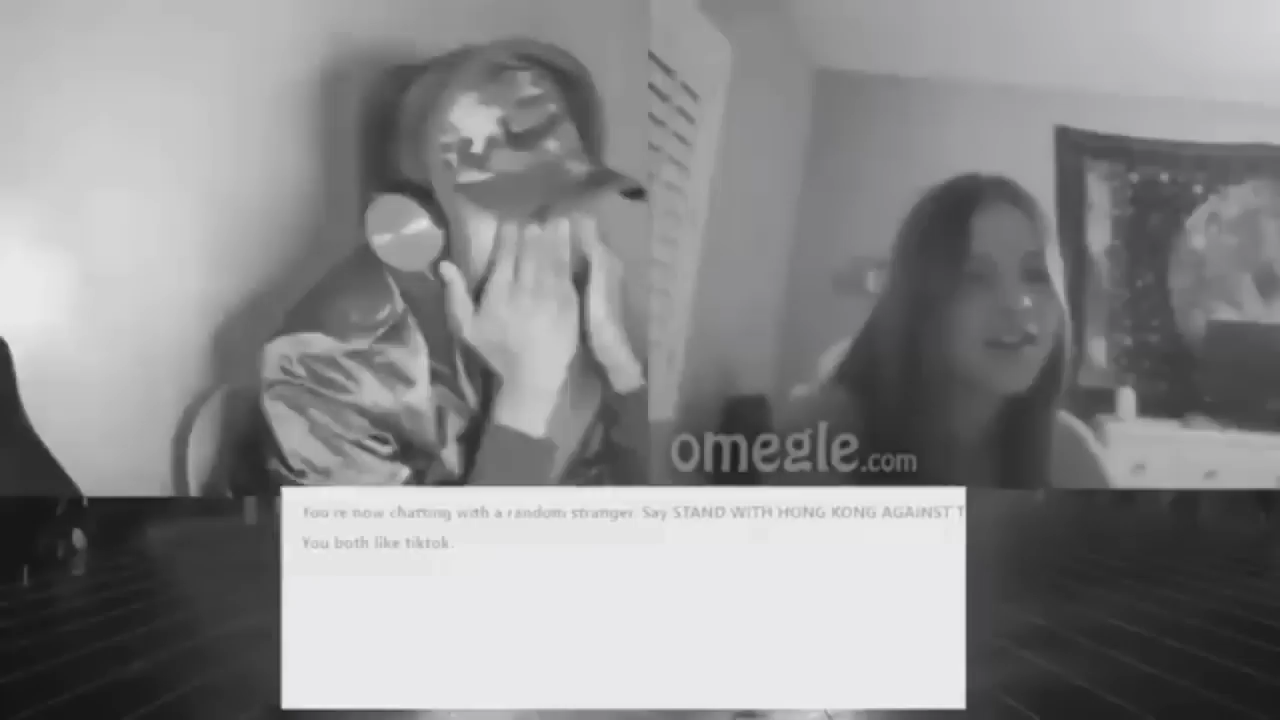 omegle.com
You're now chatting with a random stranger. Say STAND WITH HONG KONG AGAINST T
You both like tiktok.